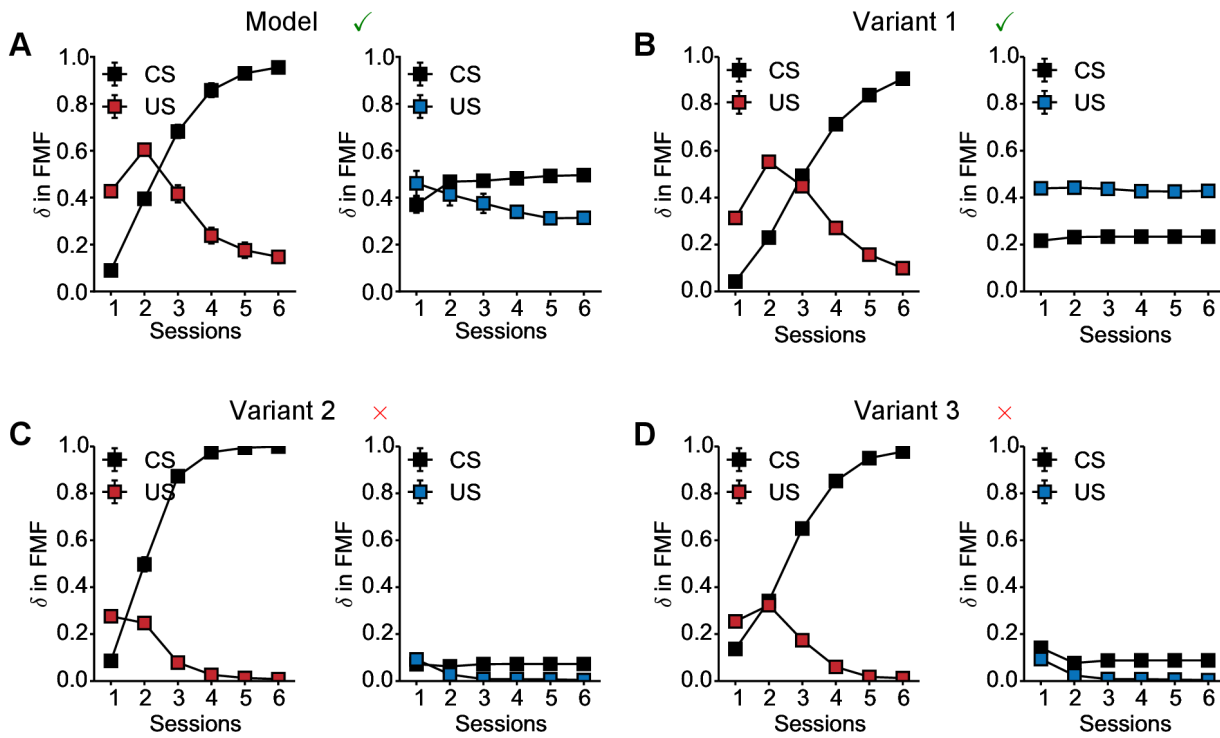 Model ✓
A
1.0
0.8
0.6
0.4
0.2
0.0
δ in FMF
CS
US
1 2 3 4 5 6
Sessions
1.0
0.8
0.6
0.4
0.2
0.0
δ in FMF
CS
US
1 2 3 4 5 6
Sessions
Variant 1 ✓
B
1.0
0.8
0.6
0.4
0.2
0.0
δ in FMF
CS
US
1 2 3 4 5 6
Sessions
1.0
0.8
0.6
0.4
0.2
0.0
δ in FMF
CS
US
1 2 3 4 5 6
Sessions
Variant 2 ×
C
1.0
0.8
0.6
0.4
0.2
0.0
δ in FMF
CS
US
1 2 3 4 5 6
Sessions
1.0
0.8
0.6
0.4
0.2
0.0
δ in FMF
CS
US
1 2 3 4 5 6
Sessions
Variant 3 ×
D
1.0
0.8
0.6
0.4
0.2
0.0
δ in FMF
CS
US
1 2 3 4 5 6
Sessions
1.0
0.8
0.6
0.4
0.2
0.0
δ in FMF
CS
US
1 2 3 4 5 6
Sessions